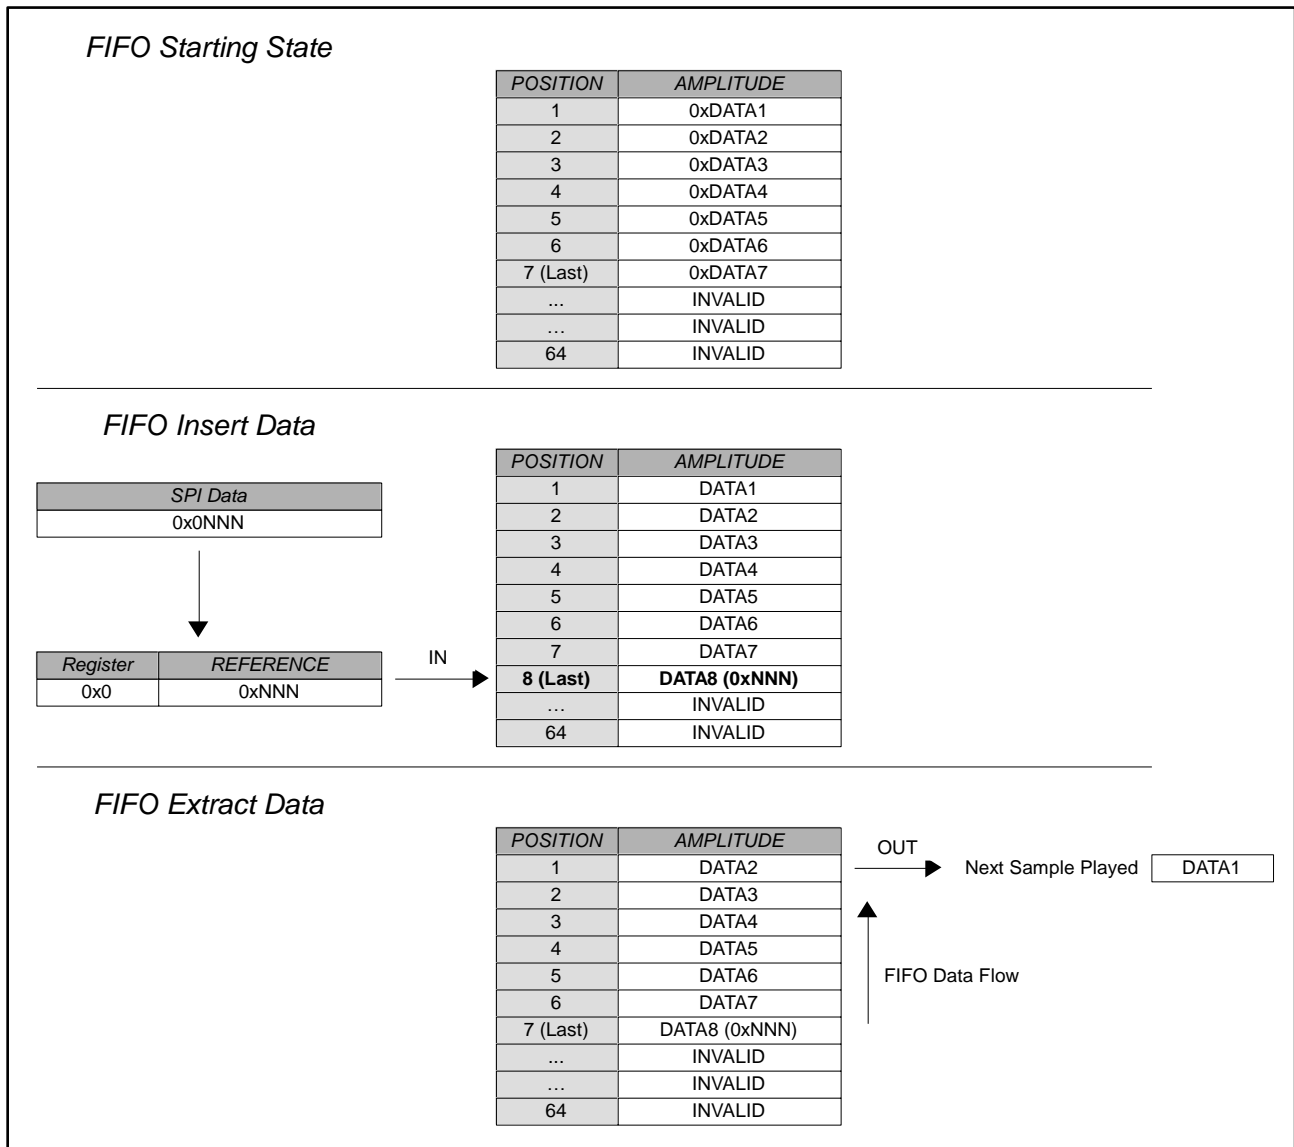 FIFO Starting State
POSITION AMPLITUDE
1 0xDATA1
2 0xDATA2
3 0xDATA3
4 0xDATA4
5 0xDATA5
6 0xDATA6
7 (Last) 0xDATA7
... INVALID
... INVALID
64 INVALID
FIFO Insert Data
SPI Data
0x0NNN
Register REFERENCE
0x0 0xNNN
IN
POSITION AMPLITUDE
1 DATA1
2 DATA2
3 DATA3
4 DATA4
5 DATA5
6 DATA6
7 DATA7
8 (Last) DATA8 (0xNNN)
... INVALID
64 INVALID
FIFO Extract Data
POSITION AMPLITUDE
1 DATA2
2 DATA3
3 DATA4
4 DATA5
5 DATA6
6 DATA7
7 (Last) DATA8 (0xNNN)
... INVALID
... INVALID
64 INVALID
OUT
Next Sample Played DATA1
FIFO Data Flow